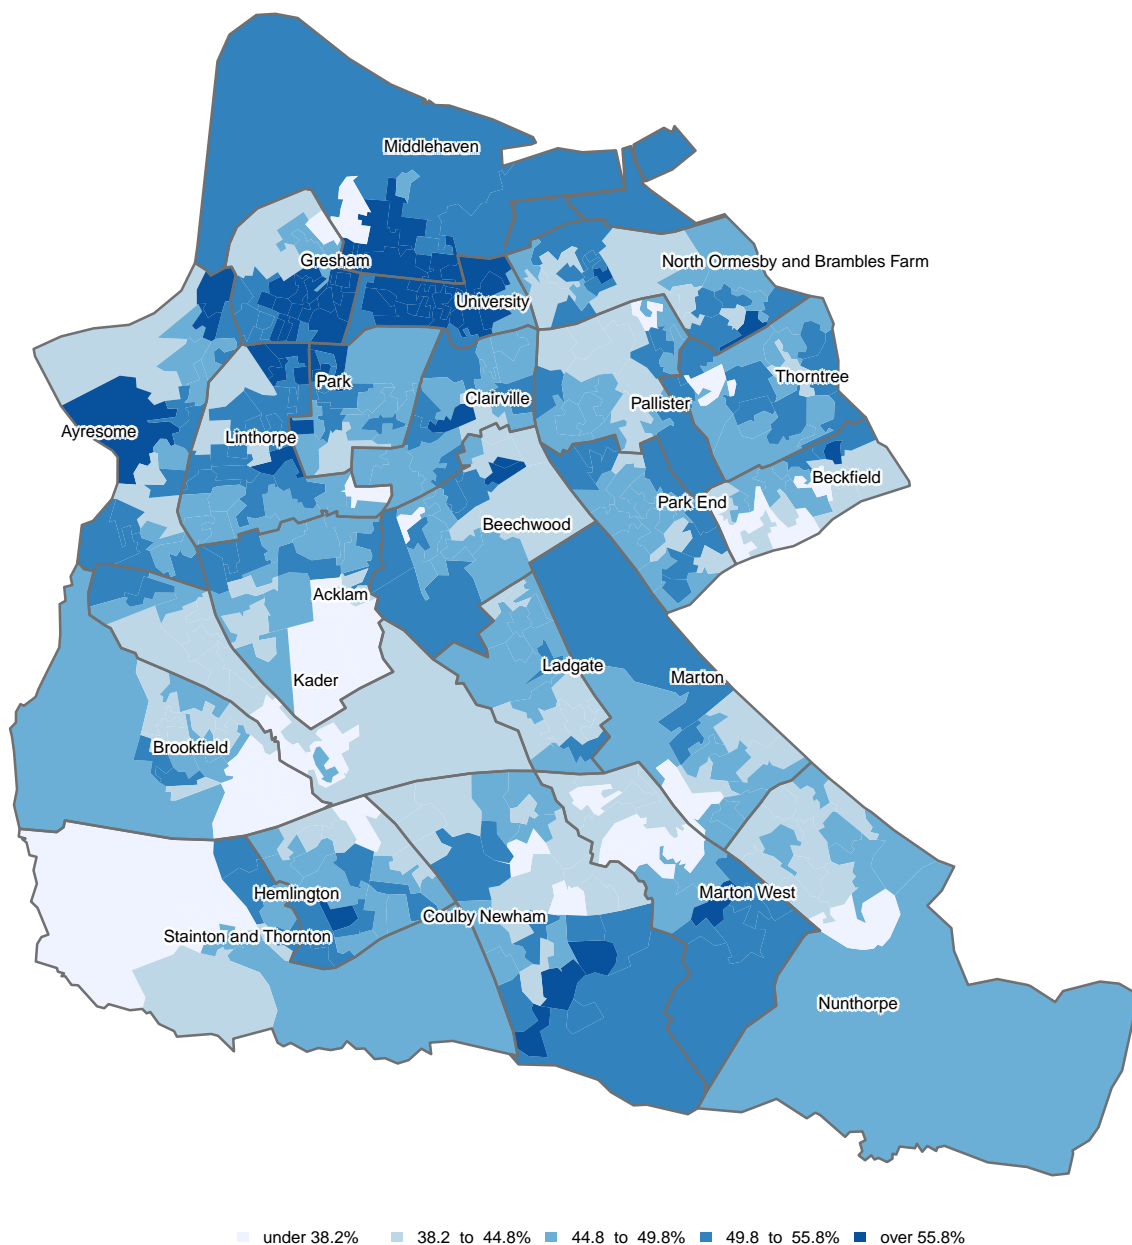 Middlehaven
Gresham
North Ormesby and Brambles Farm
University
Park
Thorntree
Clairville
Pallister
Ayresome
Linthorpe
Beckfield
Park End
Beechwood
Acklam
Ladgate
Marton
Kader
Brookfield
Hemlington
Marton West
Coulby Newham
Stainton and Thornton
Nunthorpe
under 38.2% 38.2 to 44.8% 44.8 to 49.8% 49.8 to 55.8% over 55.8%